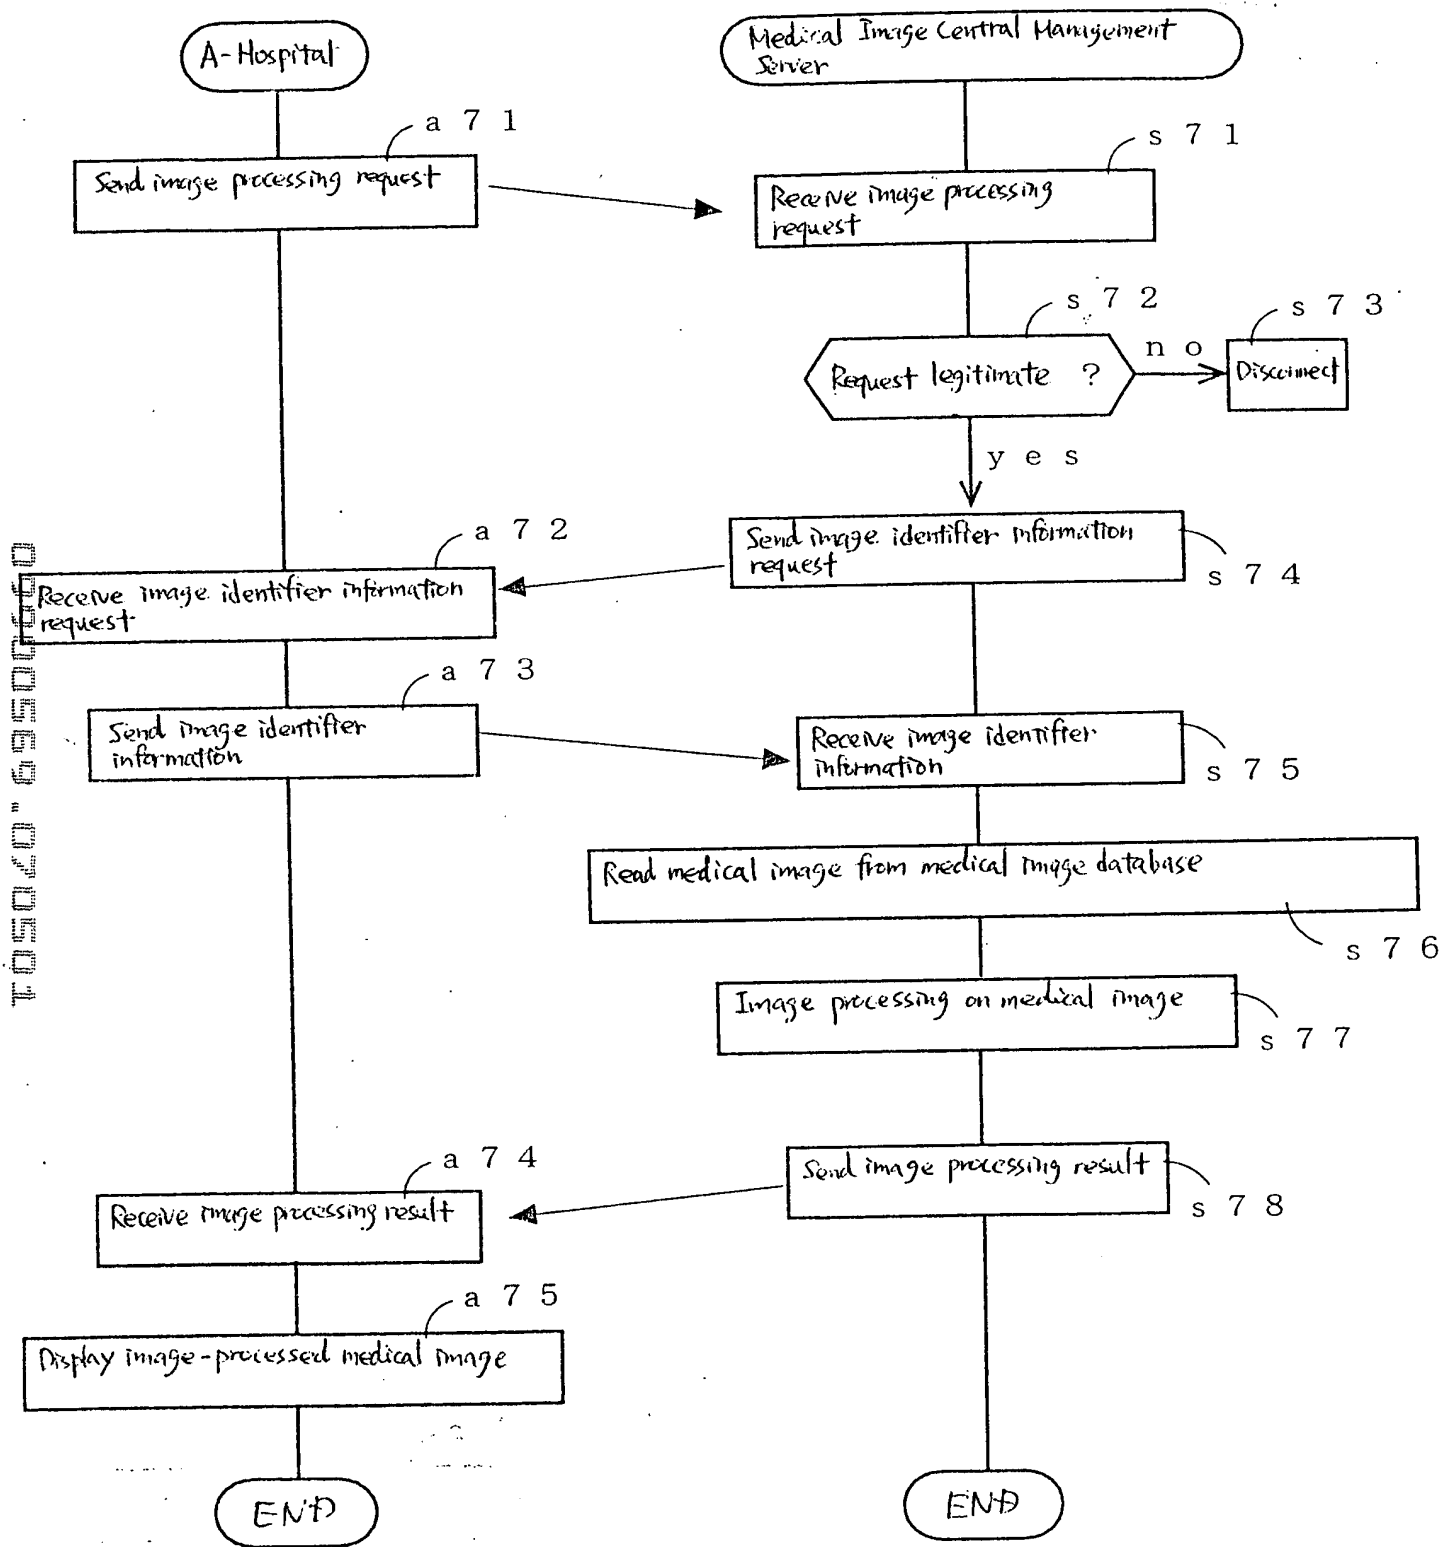 A-Hospital
Medical Image Central Management
Server
a 7 1
Send image processing request
s 7 1
Receive image processing
request
s 7 2
Request legitimate ?
n o
s 7 3
Disconnect
y e s
Send image identifier information
request
s 7 4
a 7 2
Receive image identifier information
request
a 7 3
Send image identifier
information
Receive image identifier
information
s 7 5
Read medical image from medical image database
s 7 6
Image processing on medical image
s 7 7
Send image processing result
s 7 8
a 7 4
Receive image processing result
a 7 5
Display image-processed medical image
END
END